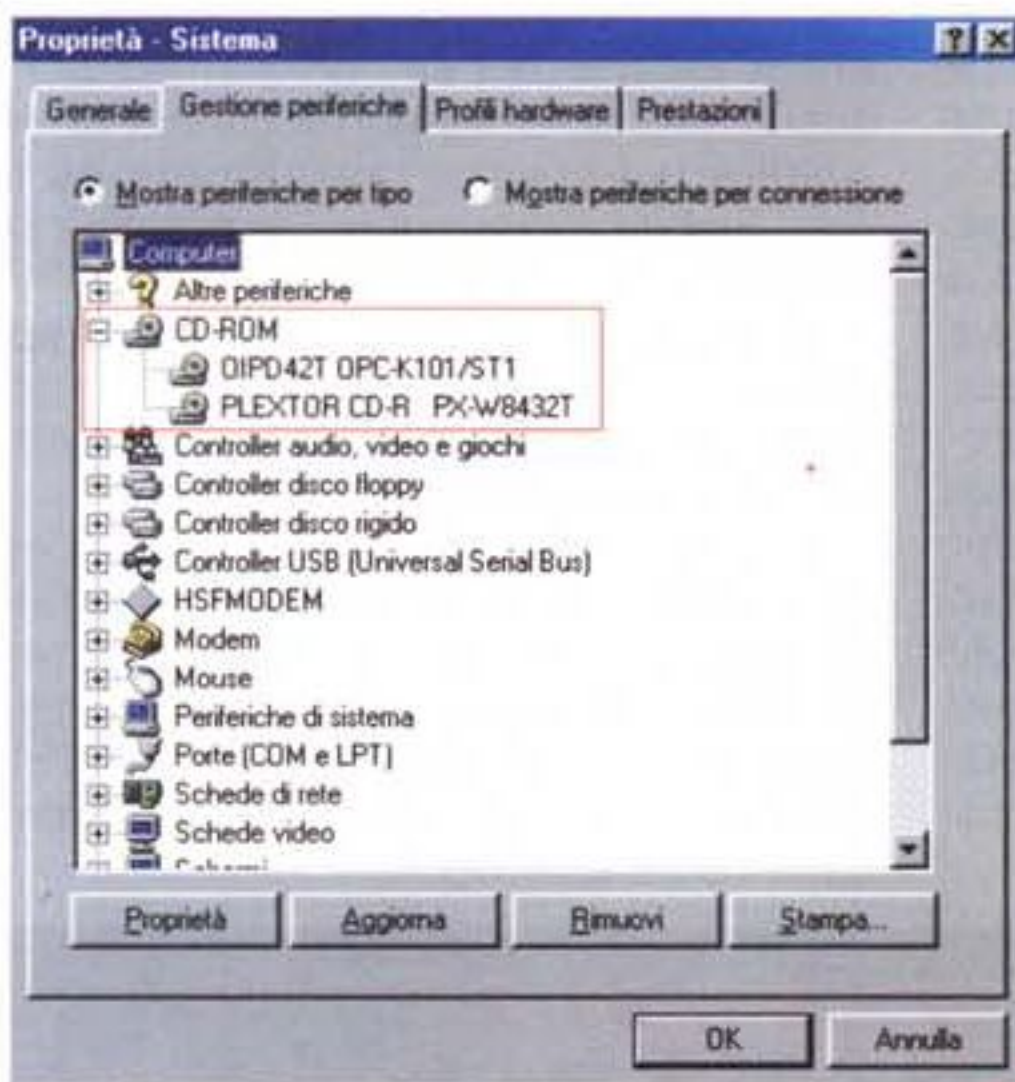 Proprietà - Sistema
Generale Gestione periferiche Profili hardware Prestazioni
Mostra periferiche per tipo Mostra periferiche per connessione
Computer
Altre periferiche
CD-ROM
OIPD42T OPC-K101/ST1
PLEXTOR CD-R PX-W8432T
Controller audio, video e giochi
Controller disco floppy
Controller disco rigido
Controller USB (Universal Serial Bus)
HSFMODEM
Modem
Mouse
Periferiche di sistema
Porte (COM e LPT)
Schede di rete
Schede video
Proprietà Aggiorna Rimuovi Stampa...
OK Annulla